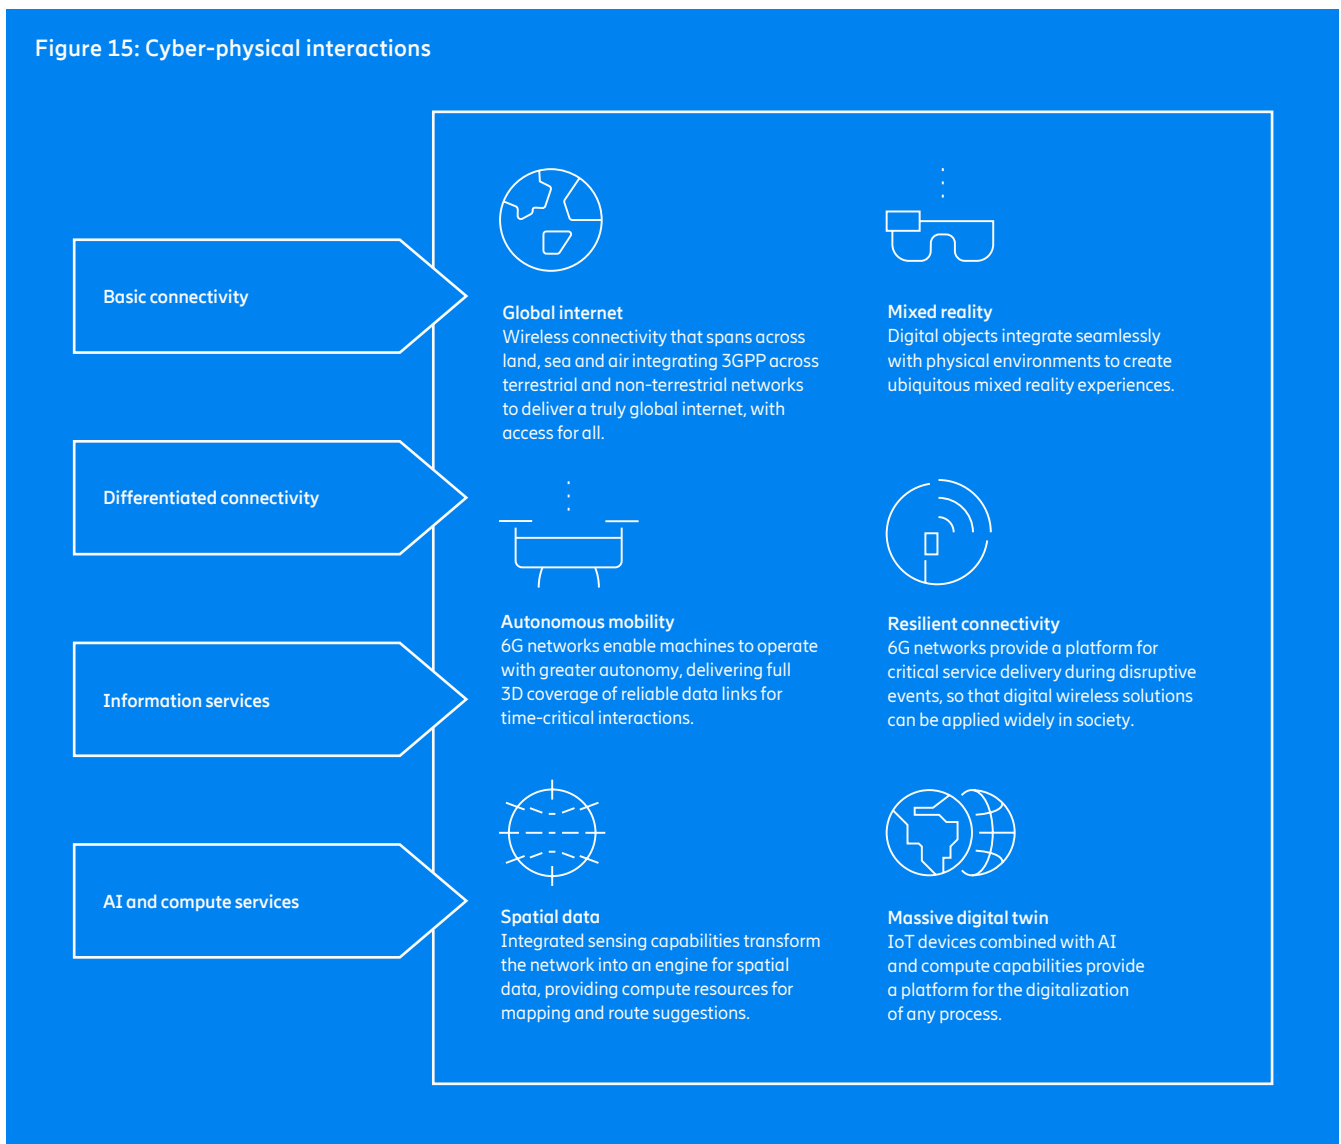 Figure 15: Cyber-physical interactions
Basic connectivity
Differentiated connectivity
Information services
AI and compute services
Global internet
Wireless connectivity that spans across
land, sea and air integrating 3GPP across
terrestrial and non-terrestrial networks
to deliver a truly global internet, with
access for all.
Mixed reality
Digital objects integrate seamlessly
with physical environments to create
ubiquitous mixed reality experiences.
Autonomous mobility
6G networks enable machines to operate
with greater autonomy, delivering full
3D coverage of reliable data links for
time-critical interactions.
Resilient connectivity
6G networks provide a platform for
critical service delivery during disruptive
events, so that digital wireless solutions
can be applied widely in society.
Spatial data
Integrated sensing capabilities transform
the network into an engine for spatial
data, providing compute resources for
mapping and route suggestions.
Massive digital twin
IoT devices combined with AI
and compute capabilities provide
a platform for the digitalization
of any process.